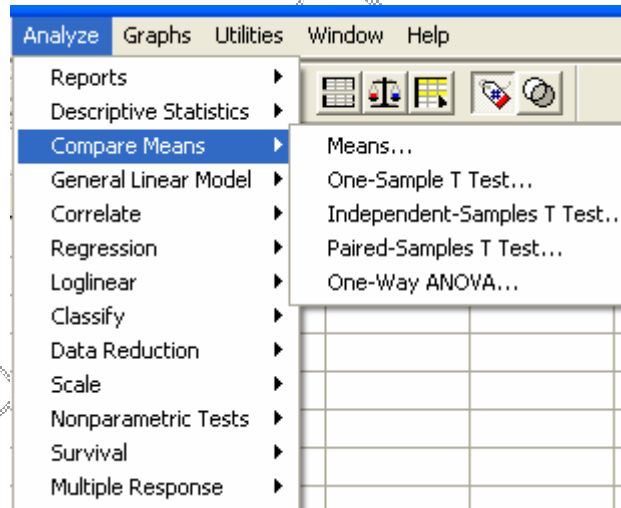 Analyze Graphs Utilities Window Help
Reports
Descriptive Statistics
Compare Means
General Linear Model
Correlate
Regression
Loglinear
Classify
Data Reduction
Scale
Nonparametric Tests
Survival
Multiple Response
Means...
One-Sample T Test...
Independent-Samples T Test..
Paired-Samples T Test...
One-Way ANOVA...